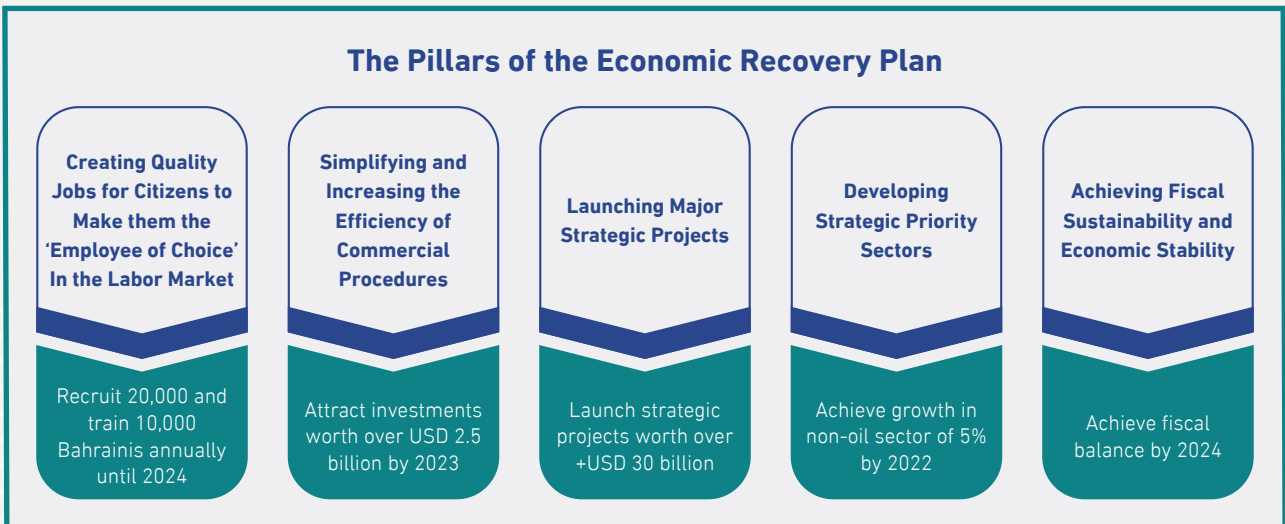 The Pillars of the Economic Recovery Plan
Creating Quality
Jobs for Citizens to
Make them the
‘Employee of Choice’
In the Labor Market
Recruit 20,000 and
train 10,000
Bahrainis annually
until 2024
Simplifying and
Increasing the
Efficiency of
Commercial
Procedures
Attract investments
worth over USD 2.5
billion by 2023
Launching Major
Strategic Projects
Launch strategic
projects worth over
+USD 30 billion
Developing
Strategic Priority
Sectors
Achieve growth in
non-oil sector of 5%
by 2022
Achieving Fiscal
Sustainability and
Economic Stability
Achieve fiscal
balance by 2024